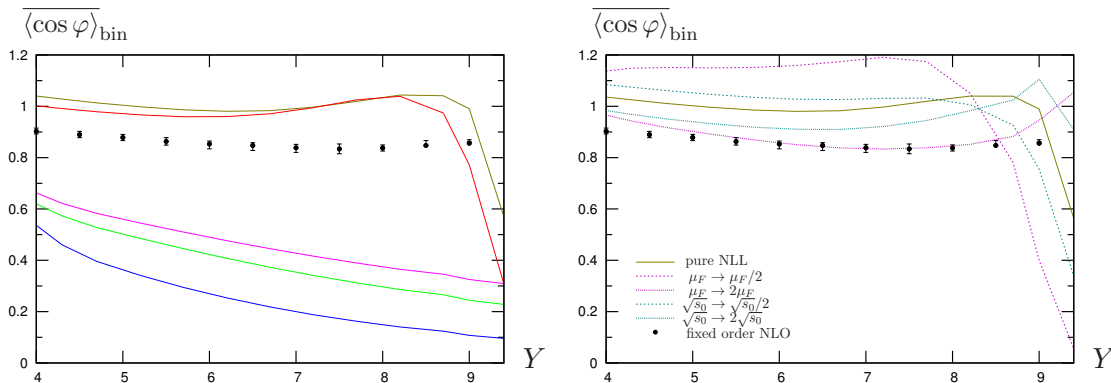 ⟨cos φ⟩bin
1.2
1
0.8
0.6
0.4
0.2
0
4 5 6 7 8 9
Y
⟨cos φ⟩bin
1.2
1
0.8
0.6
0.4
0.2
0
pure NLL
μF → μF/2
μF → 2μF
√s0 → √s0/2
√s0 → 2√s0
fixed order NLO
4 5 6 7 8 9
Y